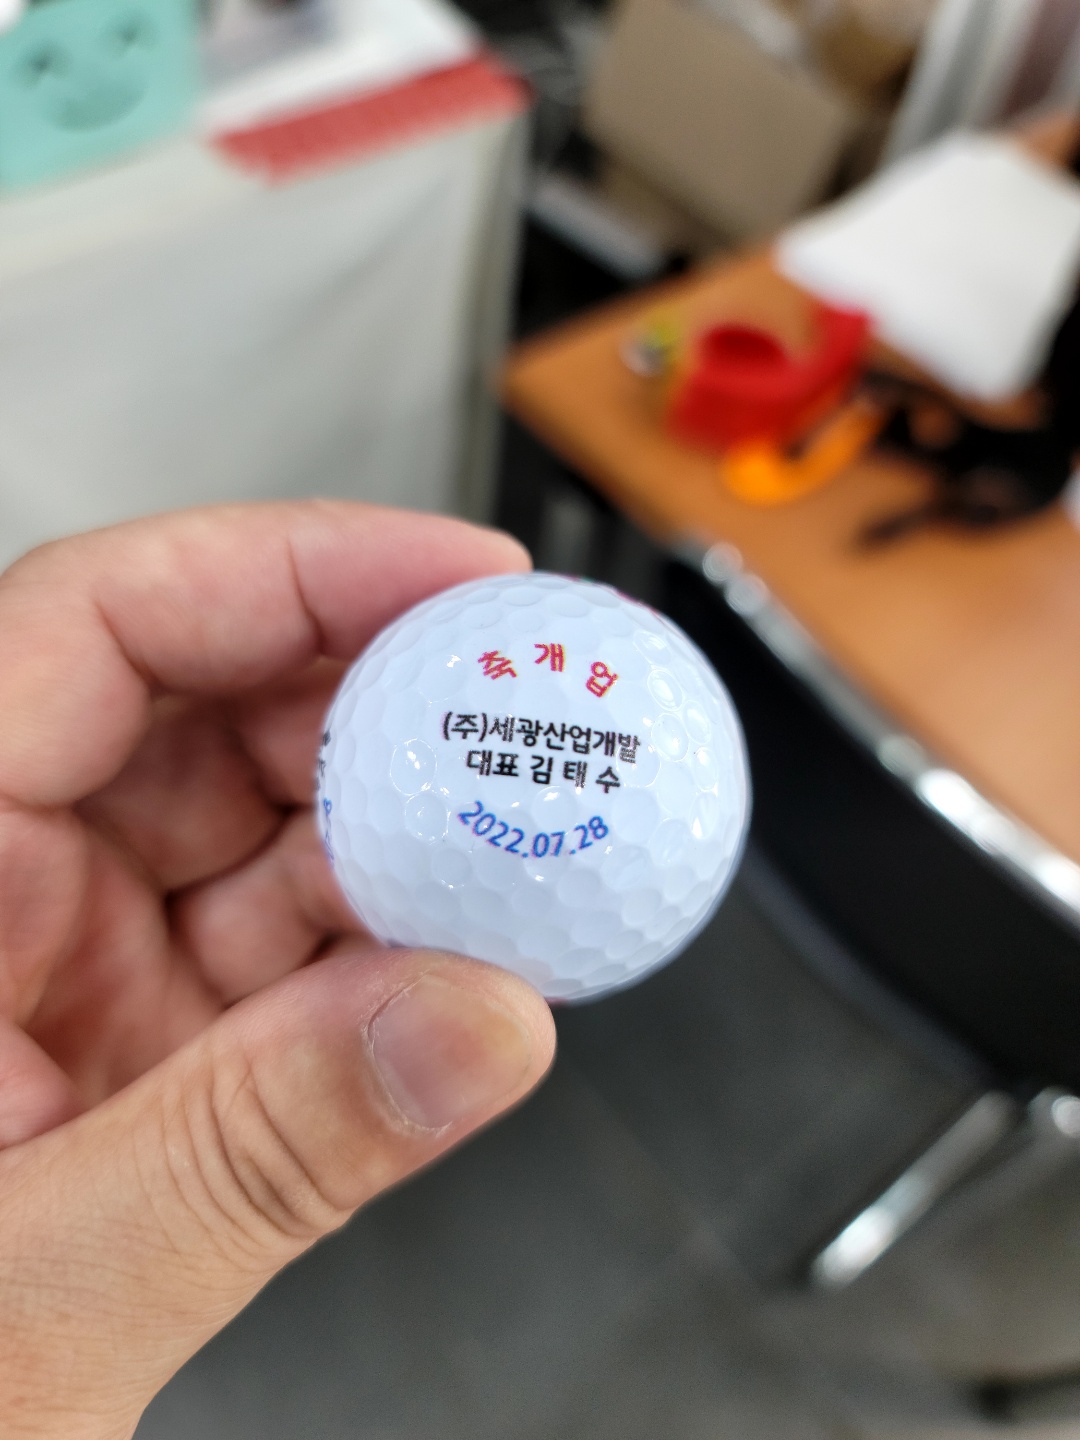 축 개 업
(주)세광산업개발
대표 김 태 수
2022.07.28